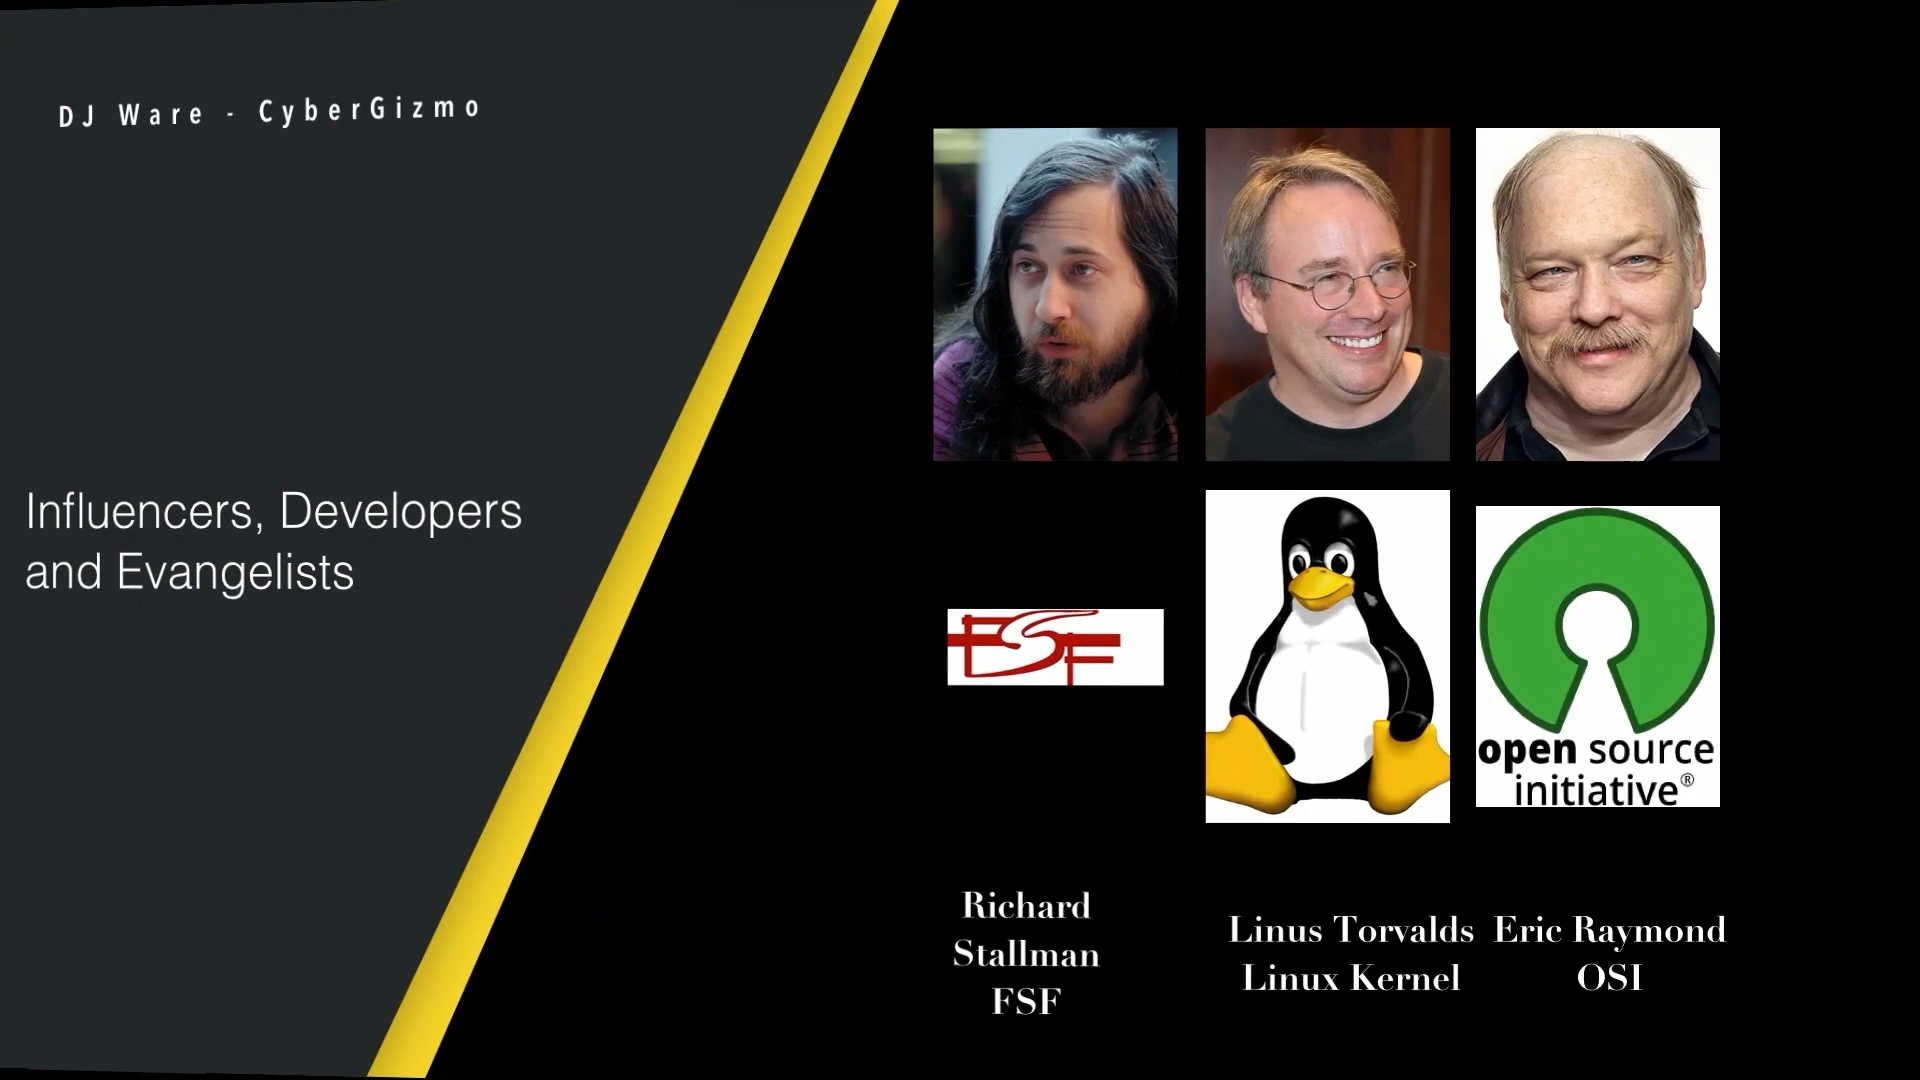 DJ Ware - CyberGizmo
Influencers, Developers
and Evangelists
FSF
open source
initiative®
Richard
Stallman
FSF
Linus Torvalds
Linux Kernel
Eric Raymond
OSI